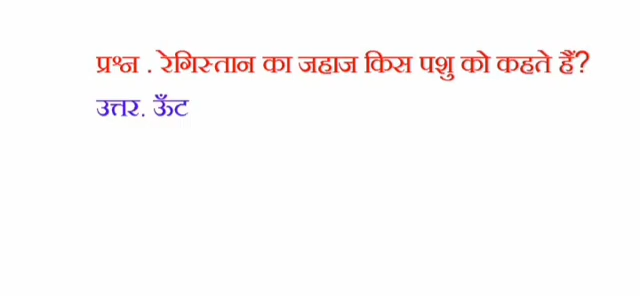 प्रश्न . रेगिस्तान का जहाज किस पशु को कहते हैं?
उत्तर. ऊँट